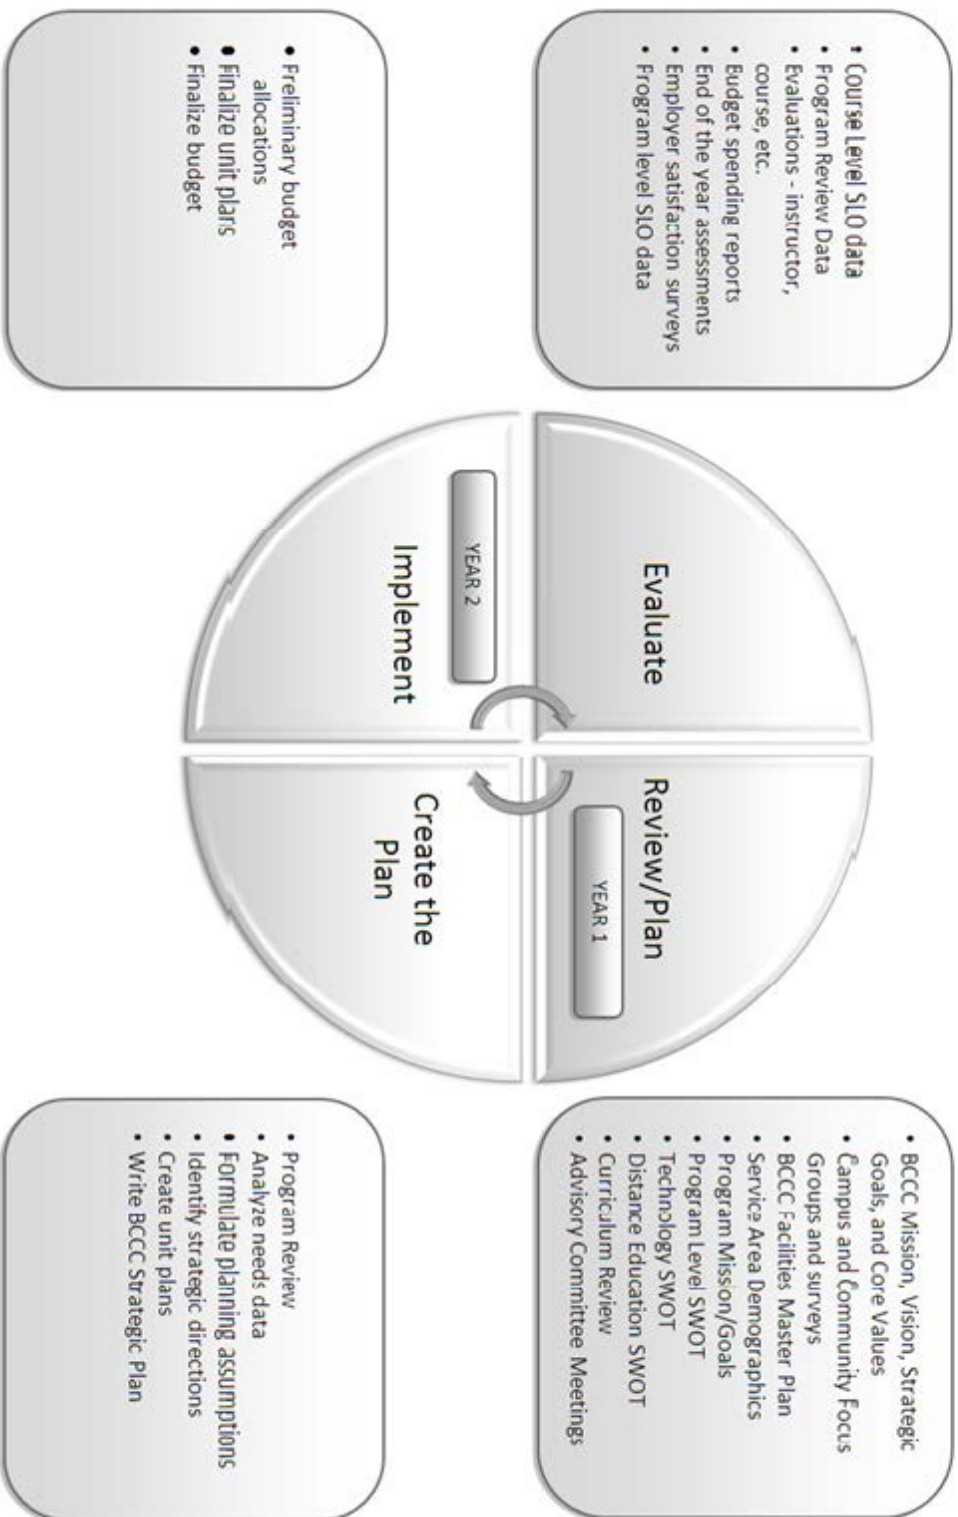 • Course Level SLO data
• Program Review Data
• Evaluations - instructor,
course, etc.
• Budget spending reports
• End of the year assessments
• Employer satisfaction surveys
• Program level SLO data
Evaluate
Review/Plan
YEAR 1
• BCCC Mission, Vision, Strategic
Goals, and Core Values
• Campus and Community Focus
Groups and surveys
• BCCC Facilities Master Plan
• Service Area Demographics
• Program Mission/Goals
• Program Level SWOT
• Technology SWOT
• Distance Education SWOT
• Curriculum Review
• Advisory Committee Meetings
• Preliminary budget
allocations
• Finalize unit plans
• Finalize budget
YEAR 2
Implement
Create the
Plan
• Program Review
• Analyze needs data
• Formulate planning assumptions
• Identify strategic directions
• Create unit plans
• Write BCCC Strategic Plan